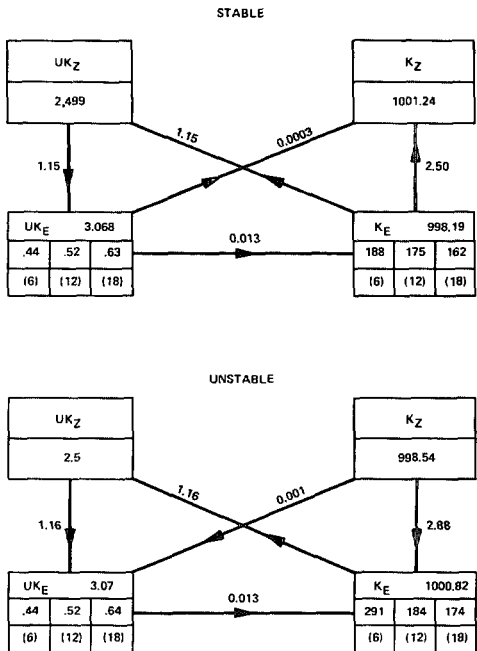 STABLE
UKZ
KZ
2,499
1001.24
1.15
1.15
0.0003
2.50
UKE 3.068
KE 998.19
0.013
.44 .52 .63
188 175 162
(6) (12) (18)
(6) (12) (18)
UNSTABLE
UKZ
KZ
2.5
998.54
1.16
1.16
0.001
2.88
UKE 3.07
KE 1000.82
0.013
.44 .52 .64
291 184 174
(6) (12) (18)
(6) (12) (18)